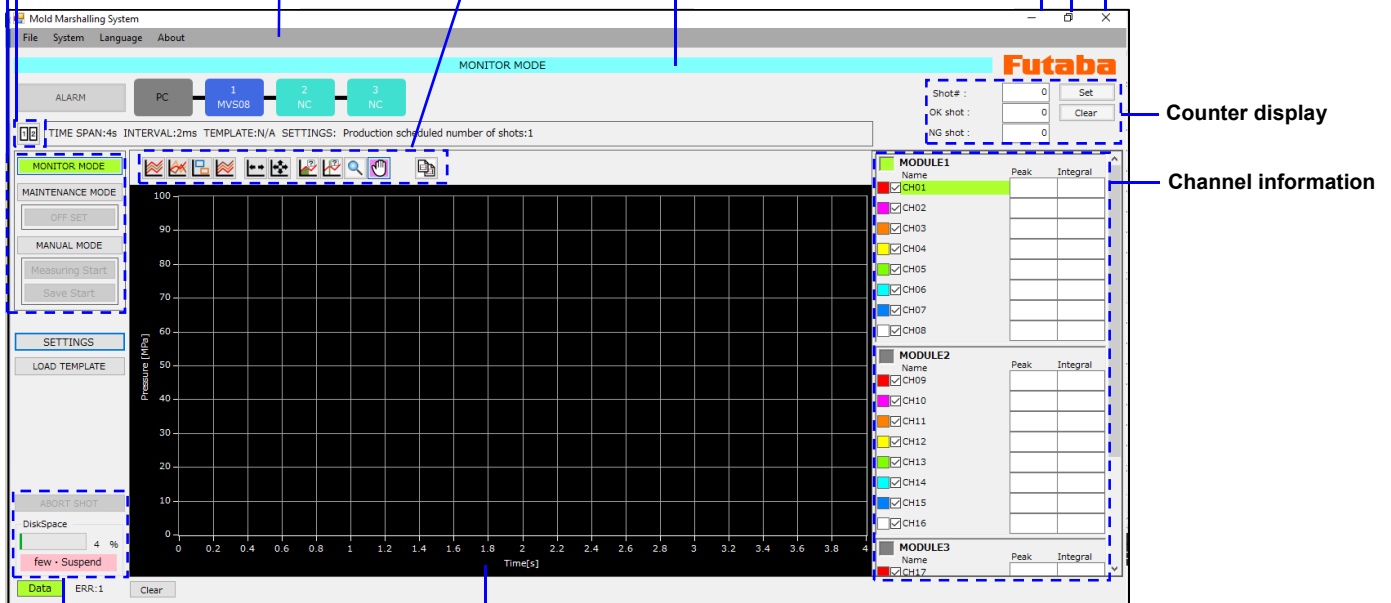 Mold Marshalling System
File System Language About
MONITOR MODE
Futaba
ALARM
PC
1
MVS08
2
NC
3
NC
Shot# : 0 Set
OK shot : 0 Clear
NG shot : 0
Counter display
1 2
TIME SPAN:4s INTERVAL:2ms TEMPLATE:N/A SETTINGS: Production scheduled number of shots:1
MONITOR MODE
MAINTENANCE MODE
OFF SET
MANUAL MODE
Measuring Start
Save Start
SETTINGS
LOAD TEMPLATE
ABORT SHOT
DiskSpace
4 %
few・Suspend
Data ERR:1 Clear
Pressure [MPa]
100
90
80
70
60
50
40
30
20
10
0
0 0.2 0.4 0.6 0.8 1 1.2 1.4 1.6 1.8 2 2.2 2.4 2.6 2.8 3 3.2 3.4 3.6 3.8 4
Time[s]
MODULE1
Name Peak Integral
CH01
CH02
CH03
CH04
CH05
CH06
CH07
CH08
MODULE2
Name Peak Integral
CH09
CH10
CH11
CH12
CH13
CH14
CH15
CH16
MODULE3
Name Peak Integral
CH17
Channel information